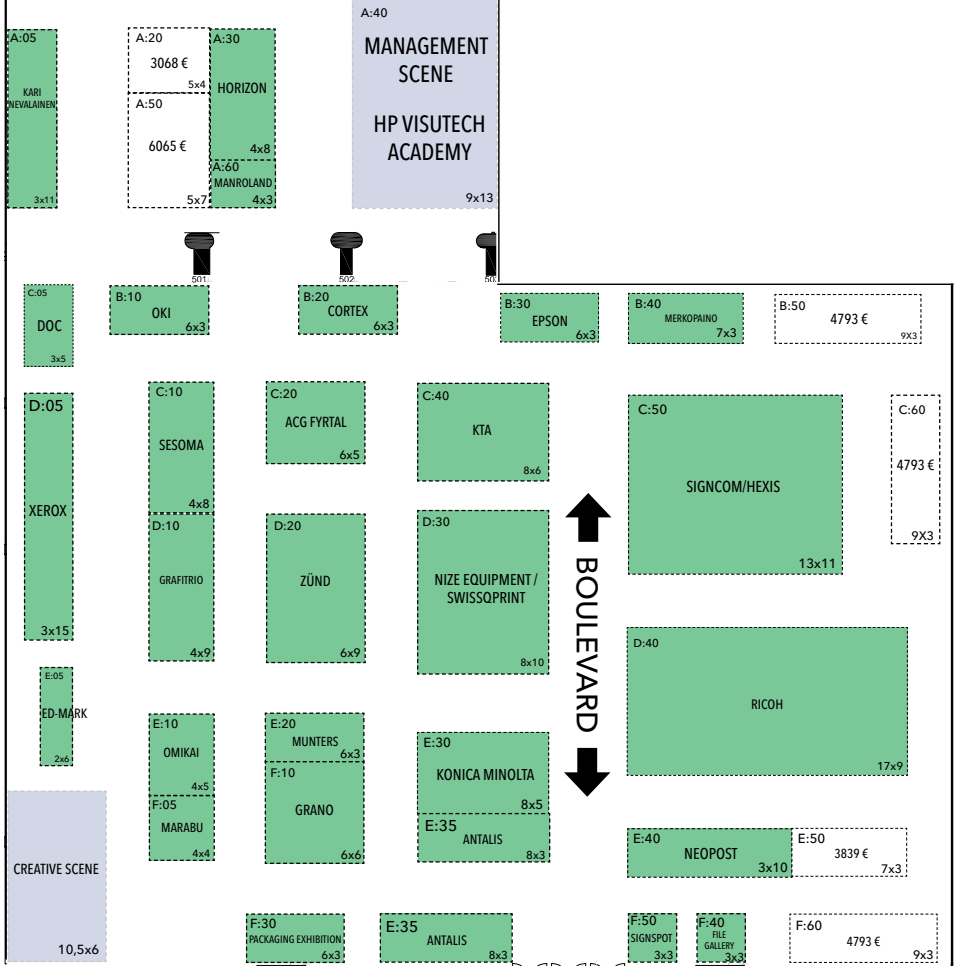 A:40
MANAGEMENT
SCENE
HP VISUTECH
ACADEMY
9x13
A:05
KARI
NEVALAINEN
3x11
A:20
3068 €
5x4
A:30
HORIZON
4x8
A:50
6065 €
5x7
A:60
MANROLAND
4x3
501
502
C:05
DOC
3x5
B:10
OKI
6x3
B:20
CORTEX
6x3
B:30
EPSON
6x3
B:40
MERKOPAINO
7x3
B:50
4793 €
9X3
D:05
XEROX
3x15
C:10
SESOMA
4x8
C:20
ACG FYRTAL
6x5
C:40
KTA
8x6
C:50
SIGNCOM/HEXIS
13x11
C:60
4793 €
9X3
D:10
GRAFITRIO
4x9
D:20
ZÜND
6x9
D:30
NIZE EQUIPMENT /
SWISSQPRINT
8x10
BOULEVARD
D:40
RICOH
17x9
E:05
ED-MARK
2x6
E:10
OMIKAI
4x5
E:20
MUNTERS
6x3
E:30
KONICA MINOLTA
8x5
F:05
MARABU
4x4
F:10
GRANO
6x6
E:35
ANTALIS
8x3
E:40
NEOPOST
3x10
E:50
3839 €
7x3
CREATIVE SCENE
10,5x6
F:30
PACKAGING EXHIBITION
6x3
E:35
ANTALIS
8x3
F:50
SIGNSPOT
3x3
F:40
FILE
GALLERY
3x3
F:60
4793 €
9x3